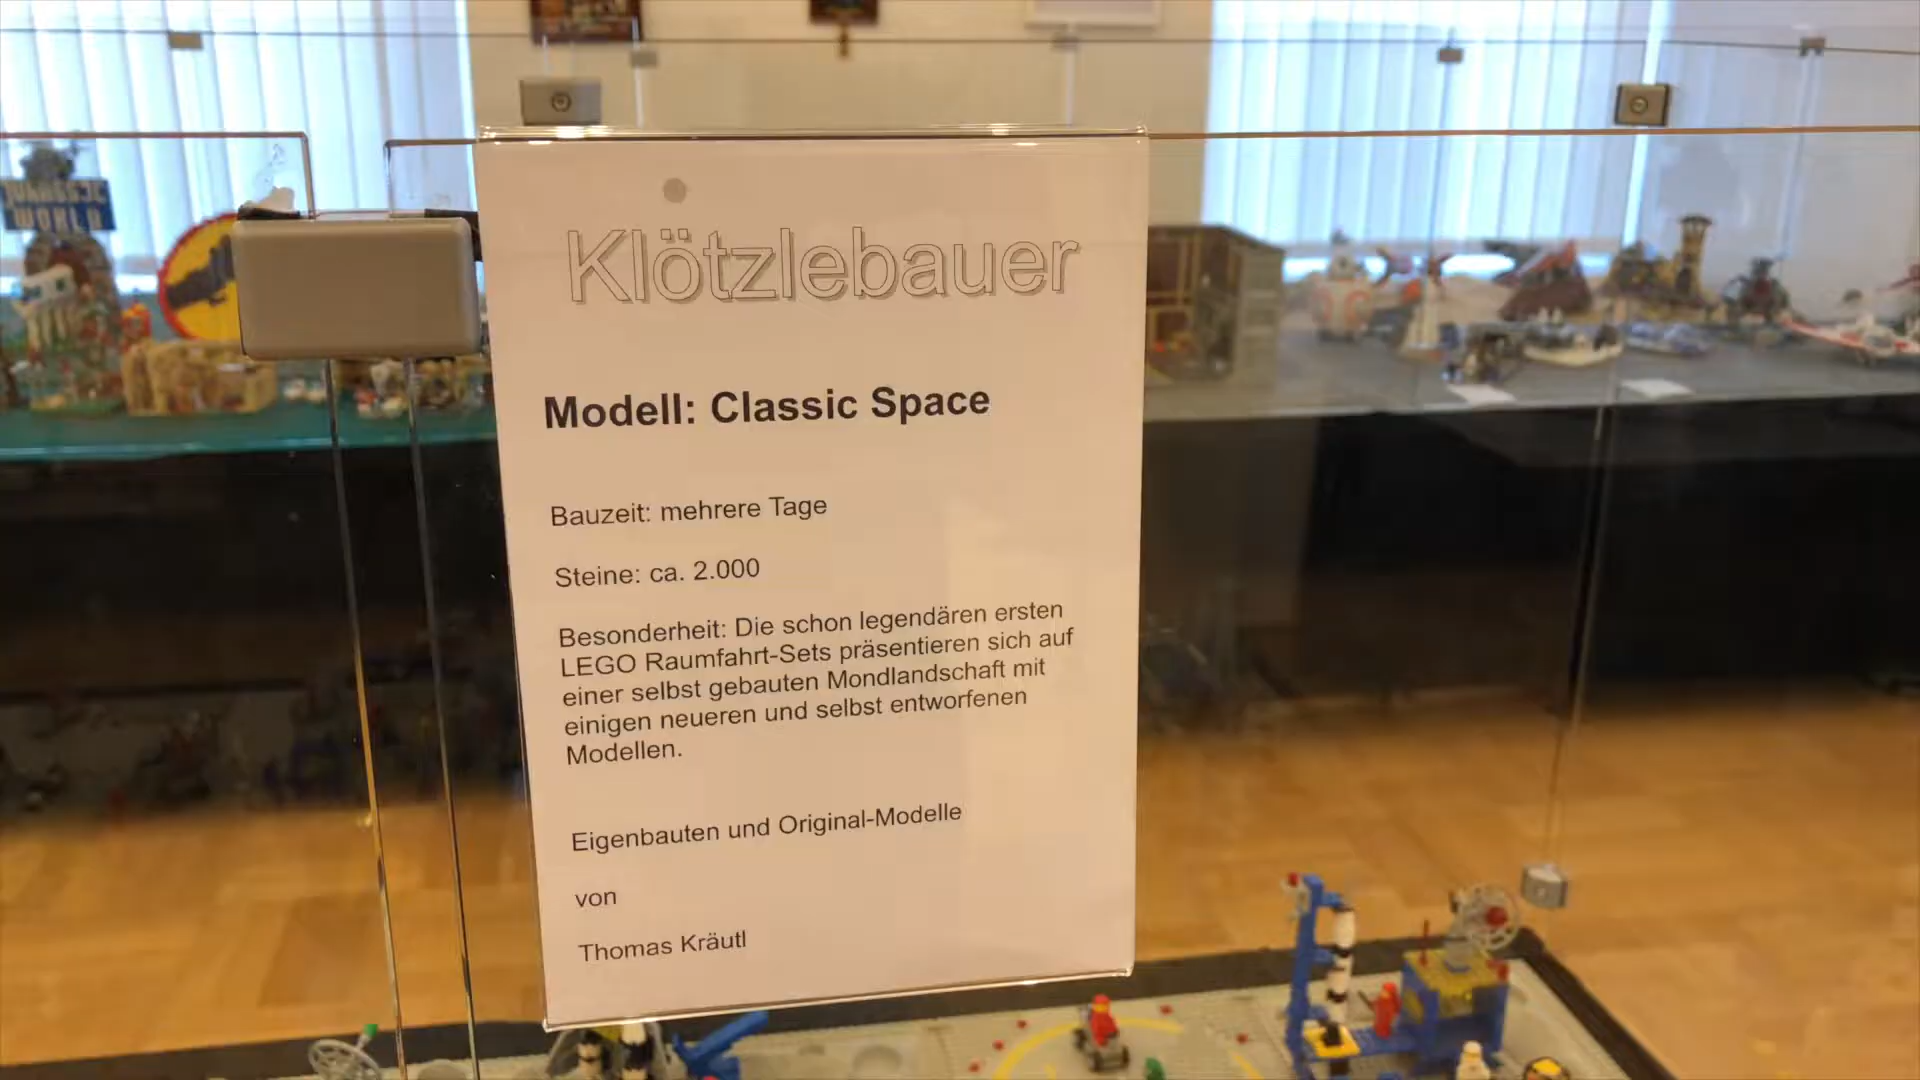 JURASSIC
WORLD
Klötzlebauer
Modell: Classic Space
Bauzeit: mehrere Tage
Steine: ca. 2.000
Besonderheit: Die schon legendären ersten
LEGO Raumfahrt-Sets präsentieren sich auf
einer selbst gebauten Mondlandschaft mit
einigen neueren und selbst entworfenen
Modellen.
Eigenbauten und Original-Modelle
von
Thomas Kräutl